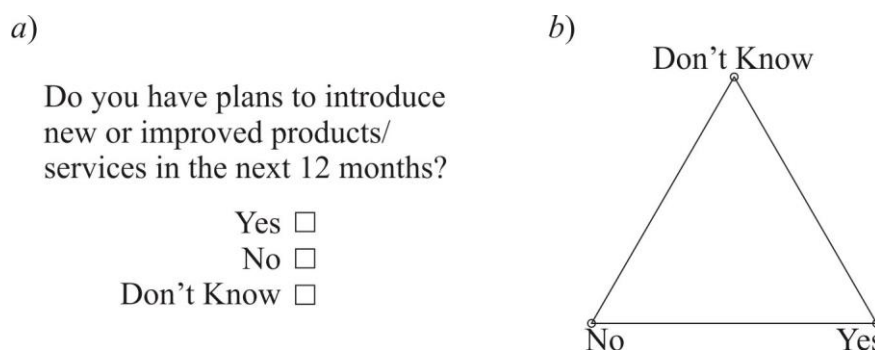 a)
Do you have plans to introduce
new or improved products/
services in the next 12 months?
Yes □
No □
Don’t Know □
b)
Don’t Know
No
Yes